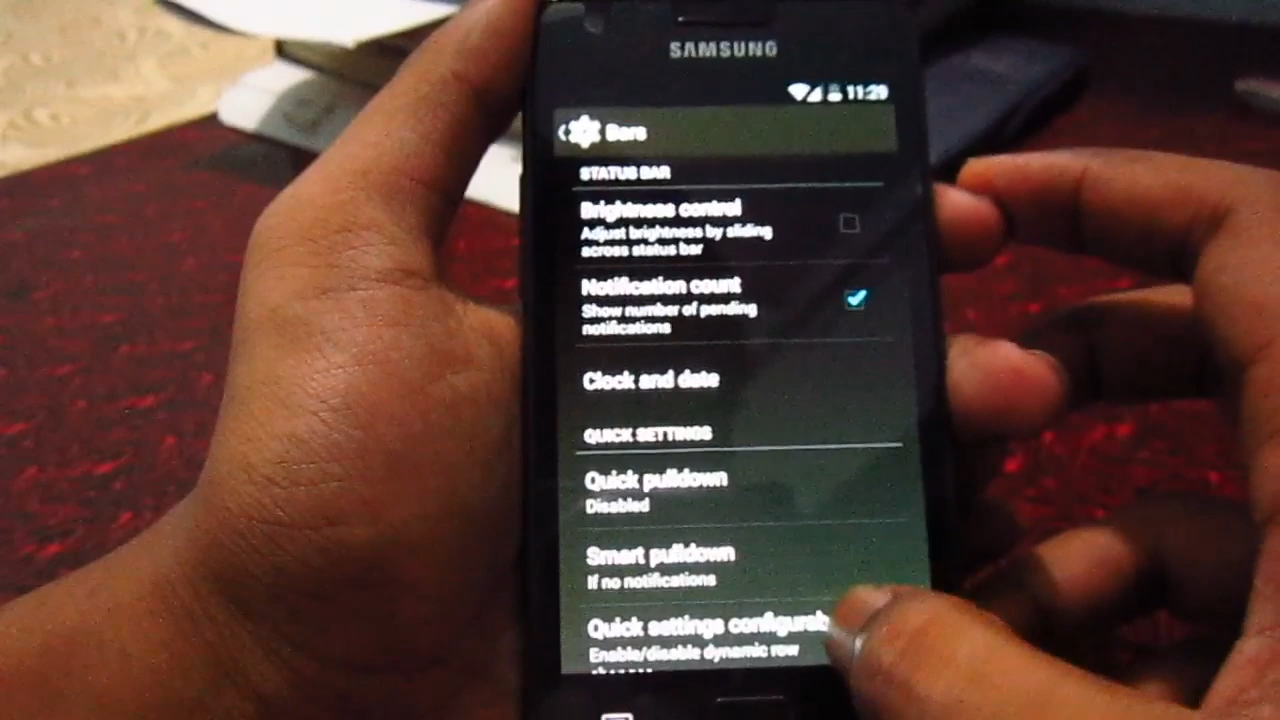 SAMSUNG
11:29
Bars
STATUS BAR
Brightness control
Adjust brightness by sliding
across status bar
Notification count
Show number of pending
notifications
Clock and date
QUICK SETTINGS
Quick pulldown
Disabled
Smart pulldown
If no notifications
Quick settings
Enable/disable dynamic row